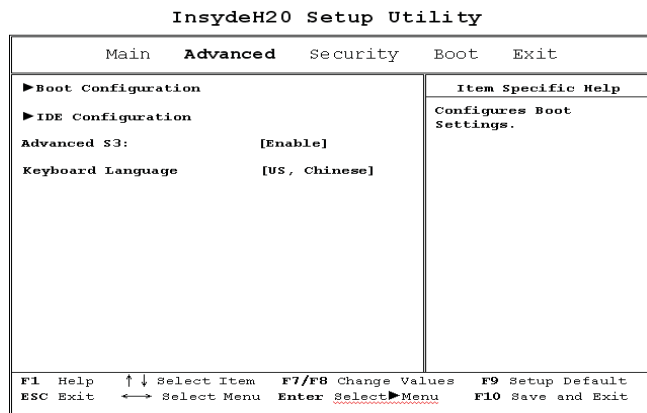 InsydeH20 Setup Utility
Main Advanced Security Boot Exit
►Boot Configuration
►IDE Configuration
Advanced S3: [Enable]
Keyboard Language [US, Chinese]
Item Specific Help
Configures Boot
Settings.
F1 Help ↑↓ Select Item F7/F8 Change Values F9 Setup Default
ESC Exit ←→ Select Menu Enter Select►Menu F10 Save and Exit